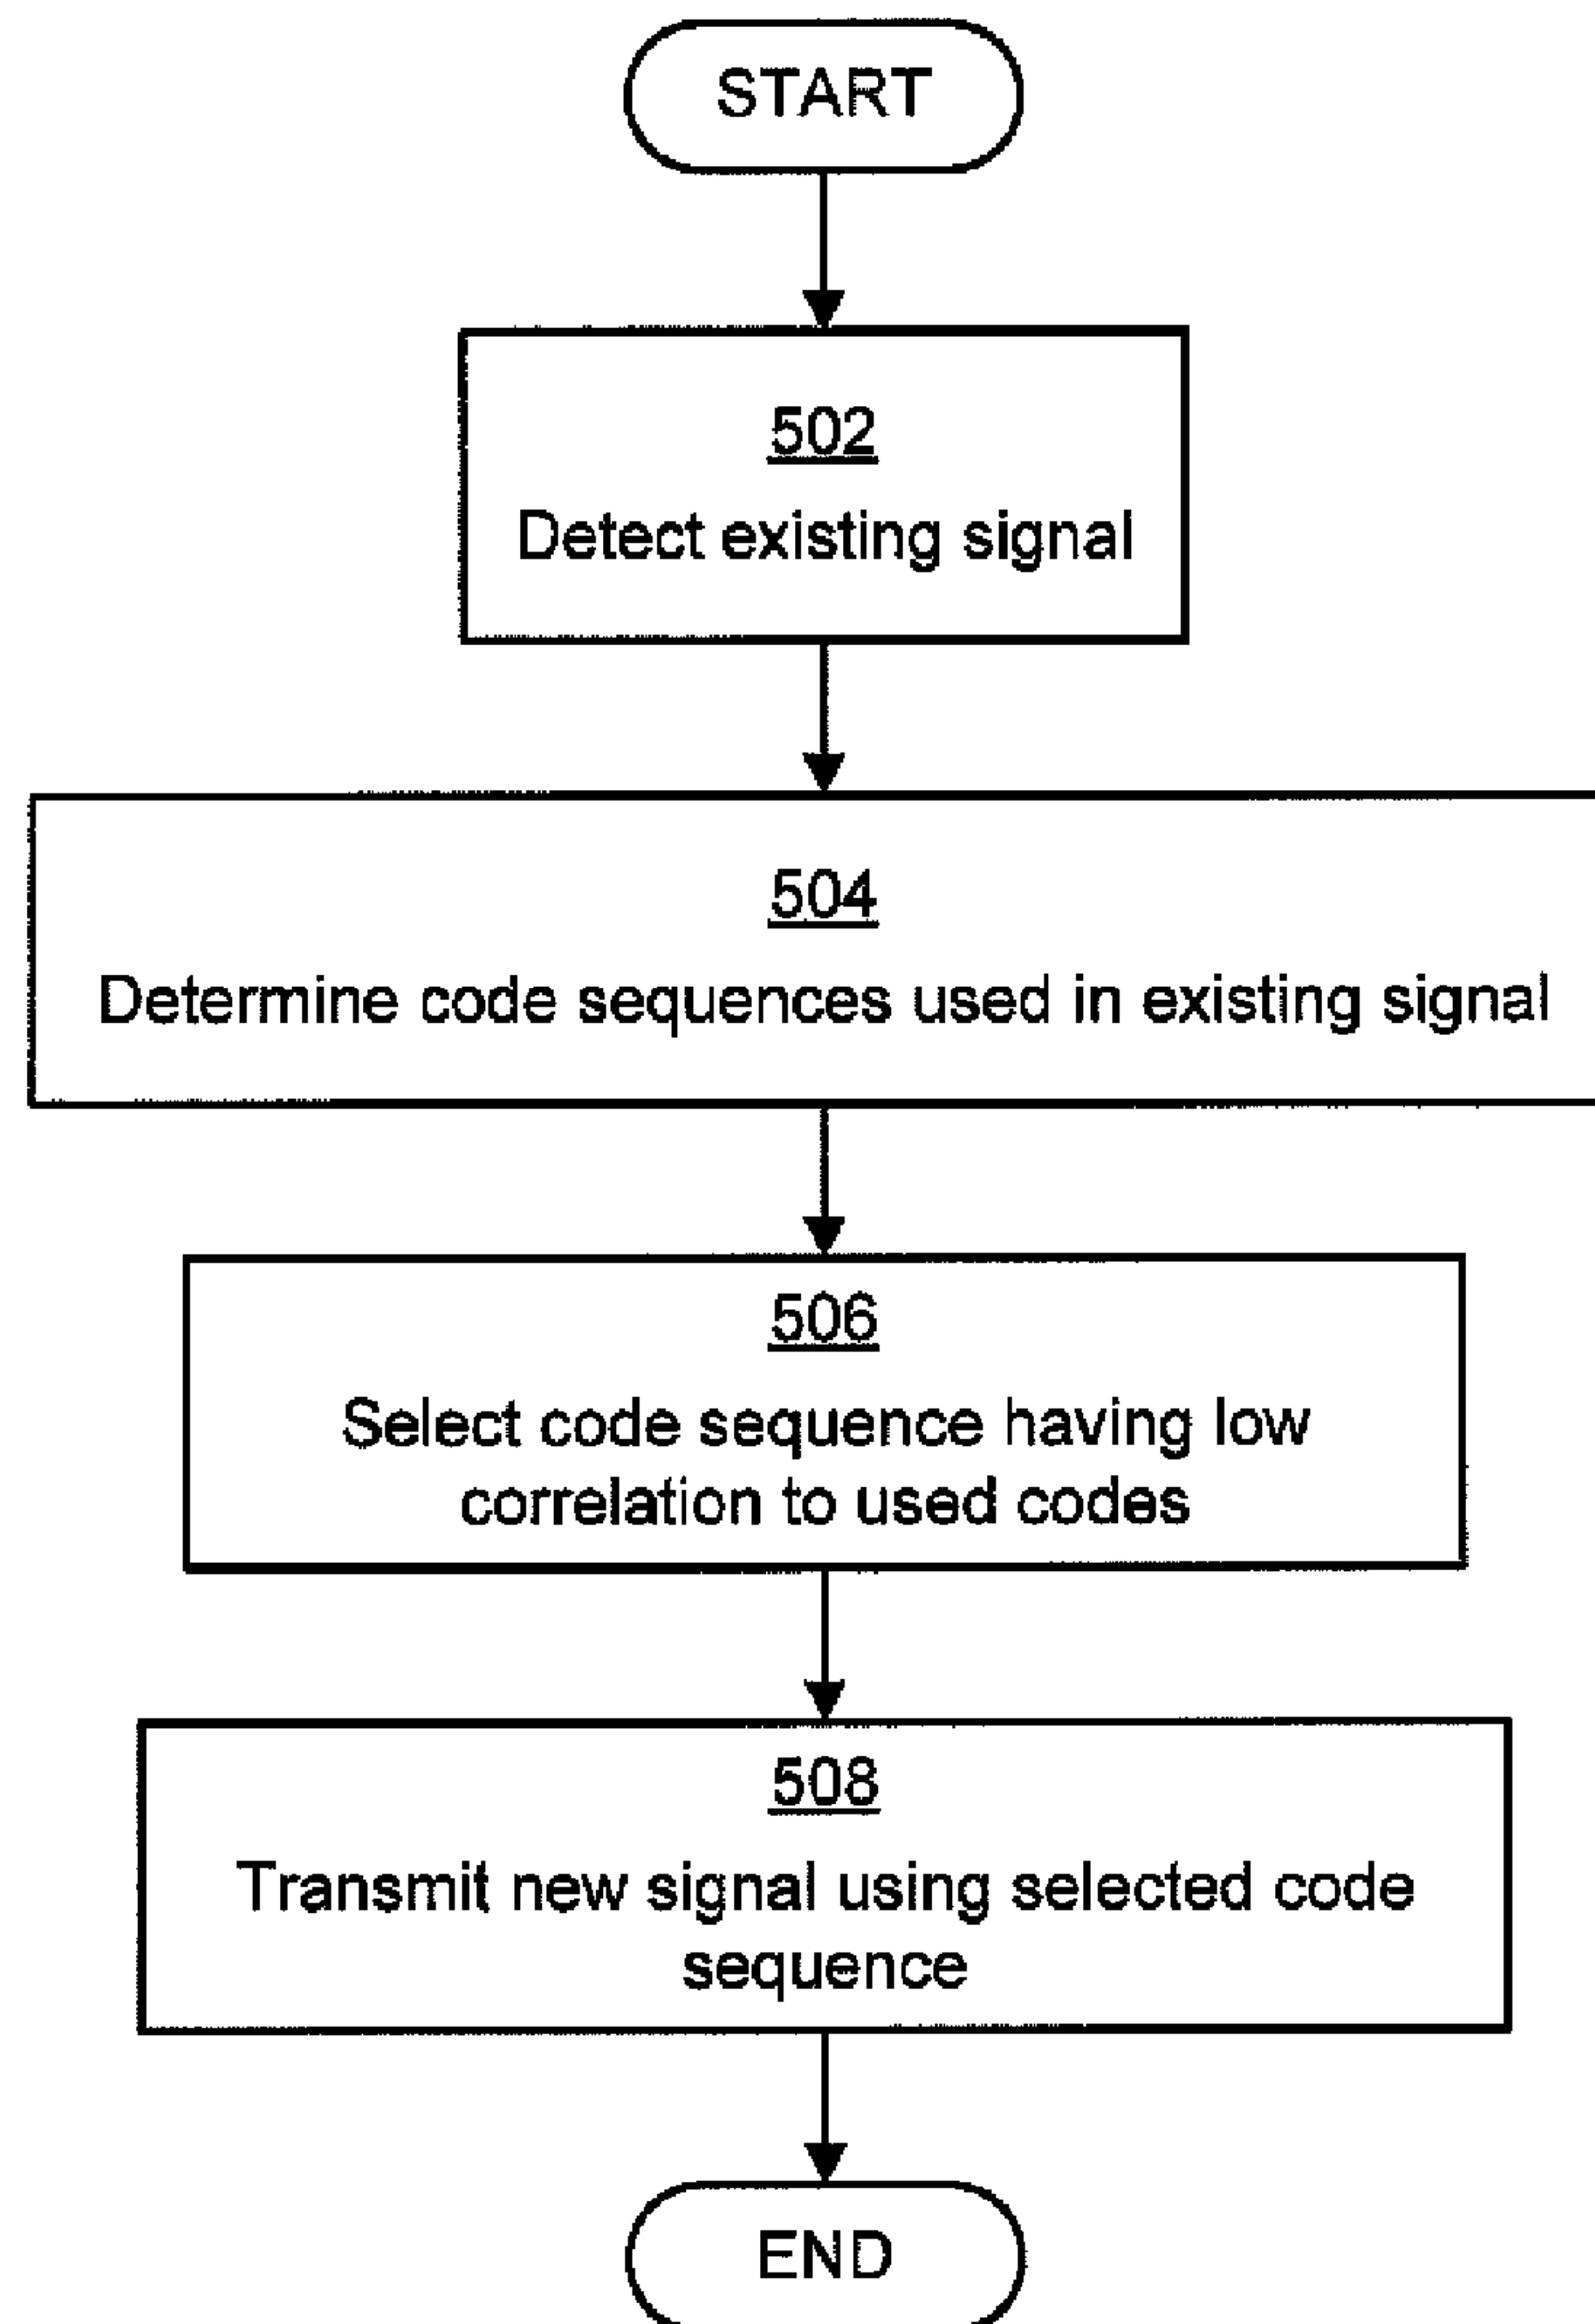 START
502
Detect existing signal
504
Determine code sequences used in existing signal
506
Select code sequence having low
correlation to used codes
508
Transmit new signal using selected code
sequence
END